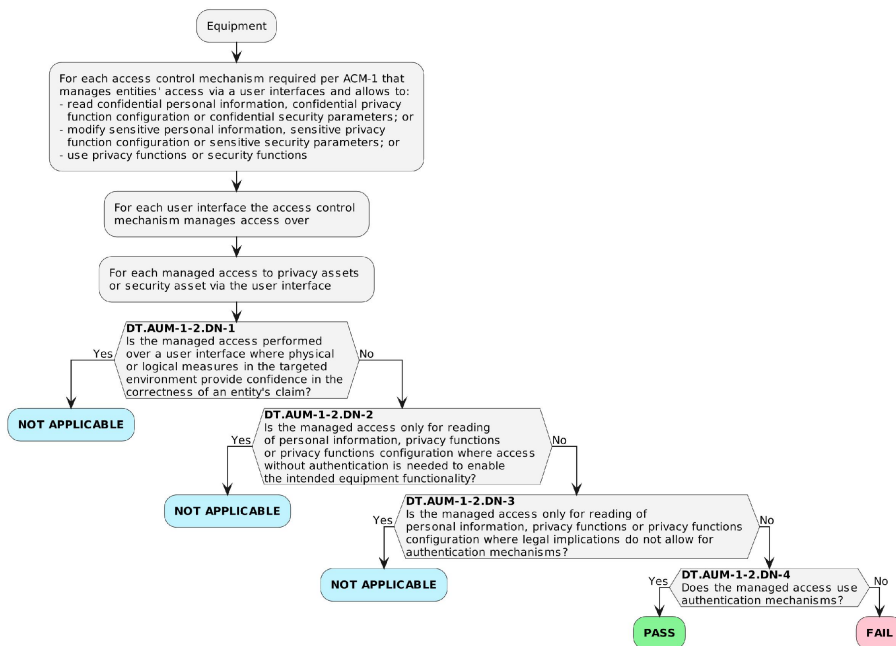 Equipment
For each access control mechanism required per ACM-1 that
manages entities' access via a user interfaces and allows to:
- read confidential personal information, confidential privacy
function configuration or confidential security parameters; or
- modify sensitive personal information, sensitive privacy
function configuration or sensitive security parameters; or
- use privacy functions or security functions
For each user interface the access control
mechanism manages access over
For each managed access to privacy assets
or security asset via the user interface
DT.AUM-1-2.DN-1
Is the managed access performed
over a user interface where physical
or logical measures in the targeted
environment provide confidence in the
correctness of an entity's claim?
Yes
No
NOT APPLICABLE
DT.AUM-1-2.DN-2
Is the managed access only for reading
of personal information, privacy functions
or privacy functions configuration where access
without authentication is needed to enable
the intended equipment functionality?
Yes
No
NOT APPLICABLE
DT.AUM-1-2.DN-3
Is the managed access only for reading of
personal information, privacy functions or privacy functions
configuration where legal implications do not allow for
authentication mechanisms?
Yes
No
NOT APPLICABLE
DT.AUM-1-2.DN-4
Does the managed access use
authentication mechanisms?
Yes
No
PASS
FAIL